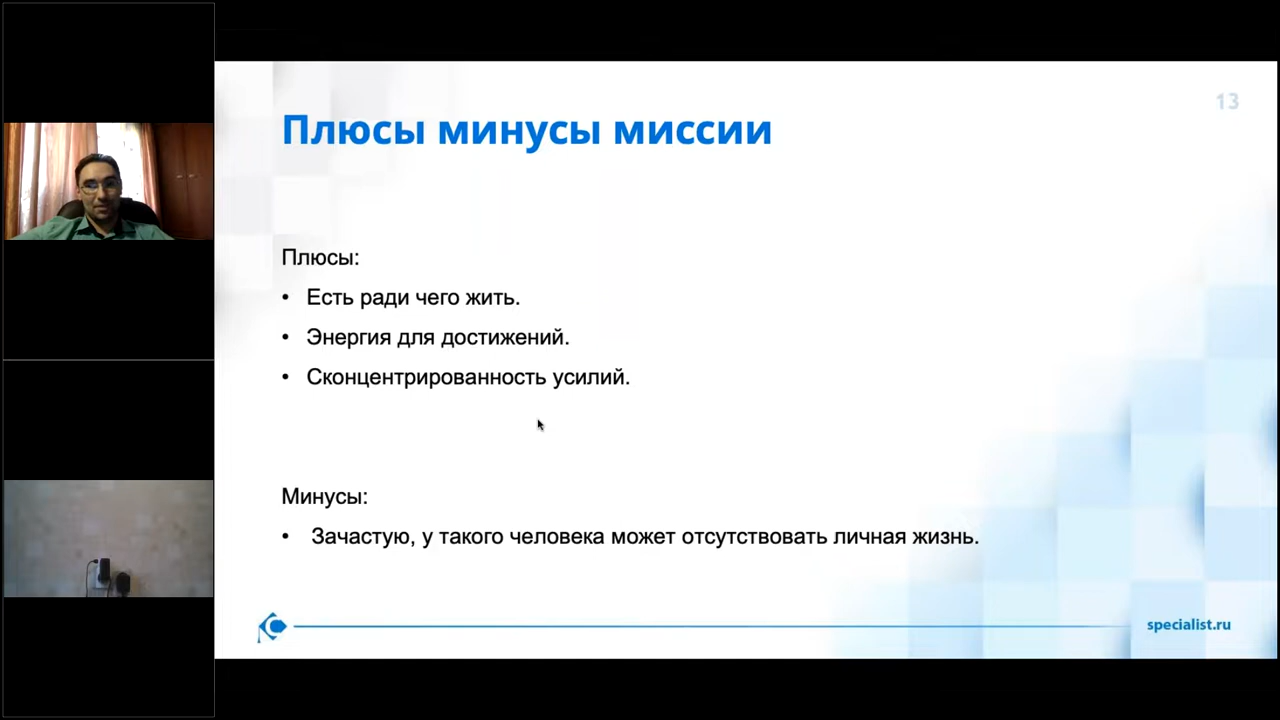 13
Плюсы минусы миссии
Плюсы:
• Есть ради чего жить.
• Энергия для достижений.
• Сконцентрированность усилий.
Минусы:
• Зачастую, у такого человека может отсутствовать личная жизнь.
specialist.ru